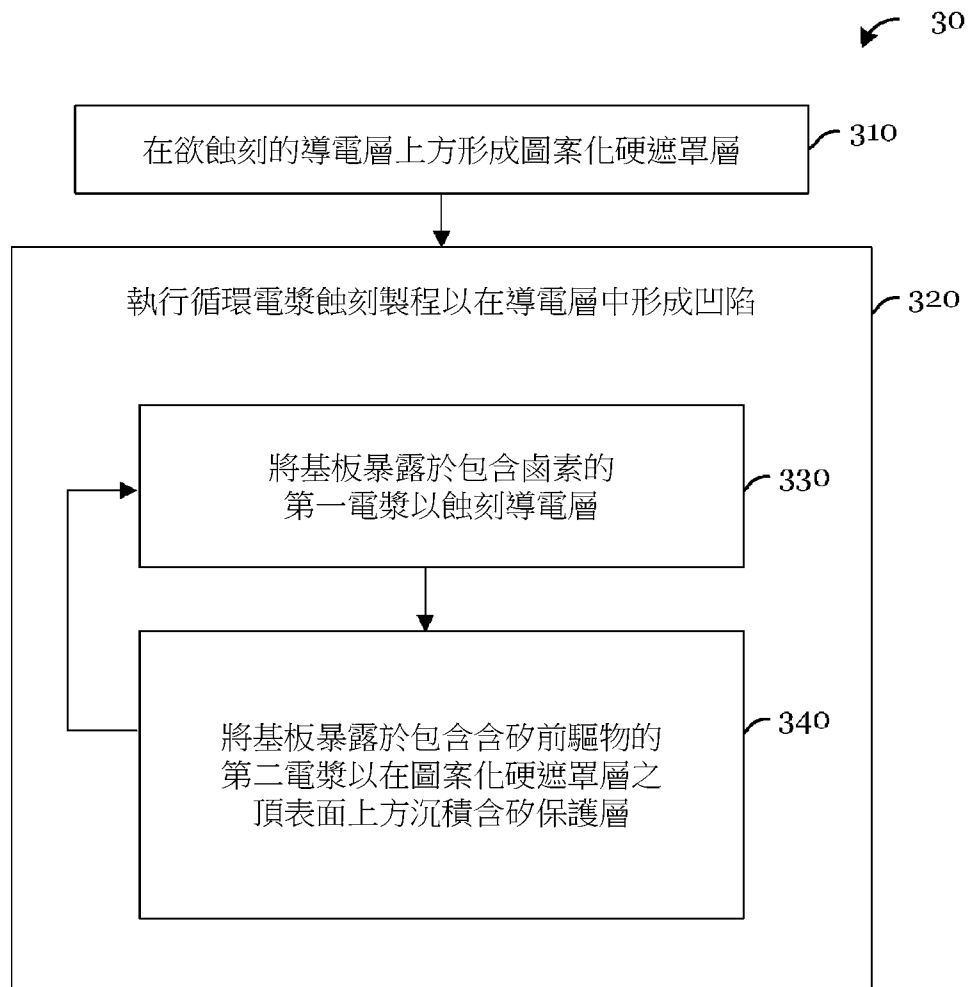 30
在欲蝕刻的導電層上方形成圖案化硬遮罩層
310
執行循環電漿蝕刻製程以在導電層中形成凹陷
320
將基板暴露於包含鹵素的
第一電漿以蝕刻導電層
330
將基板暴露於包含含矽前驅物的
第二電漿以在圖案化硬遮罩層之
頂表面上方沉積含矽保護層
340